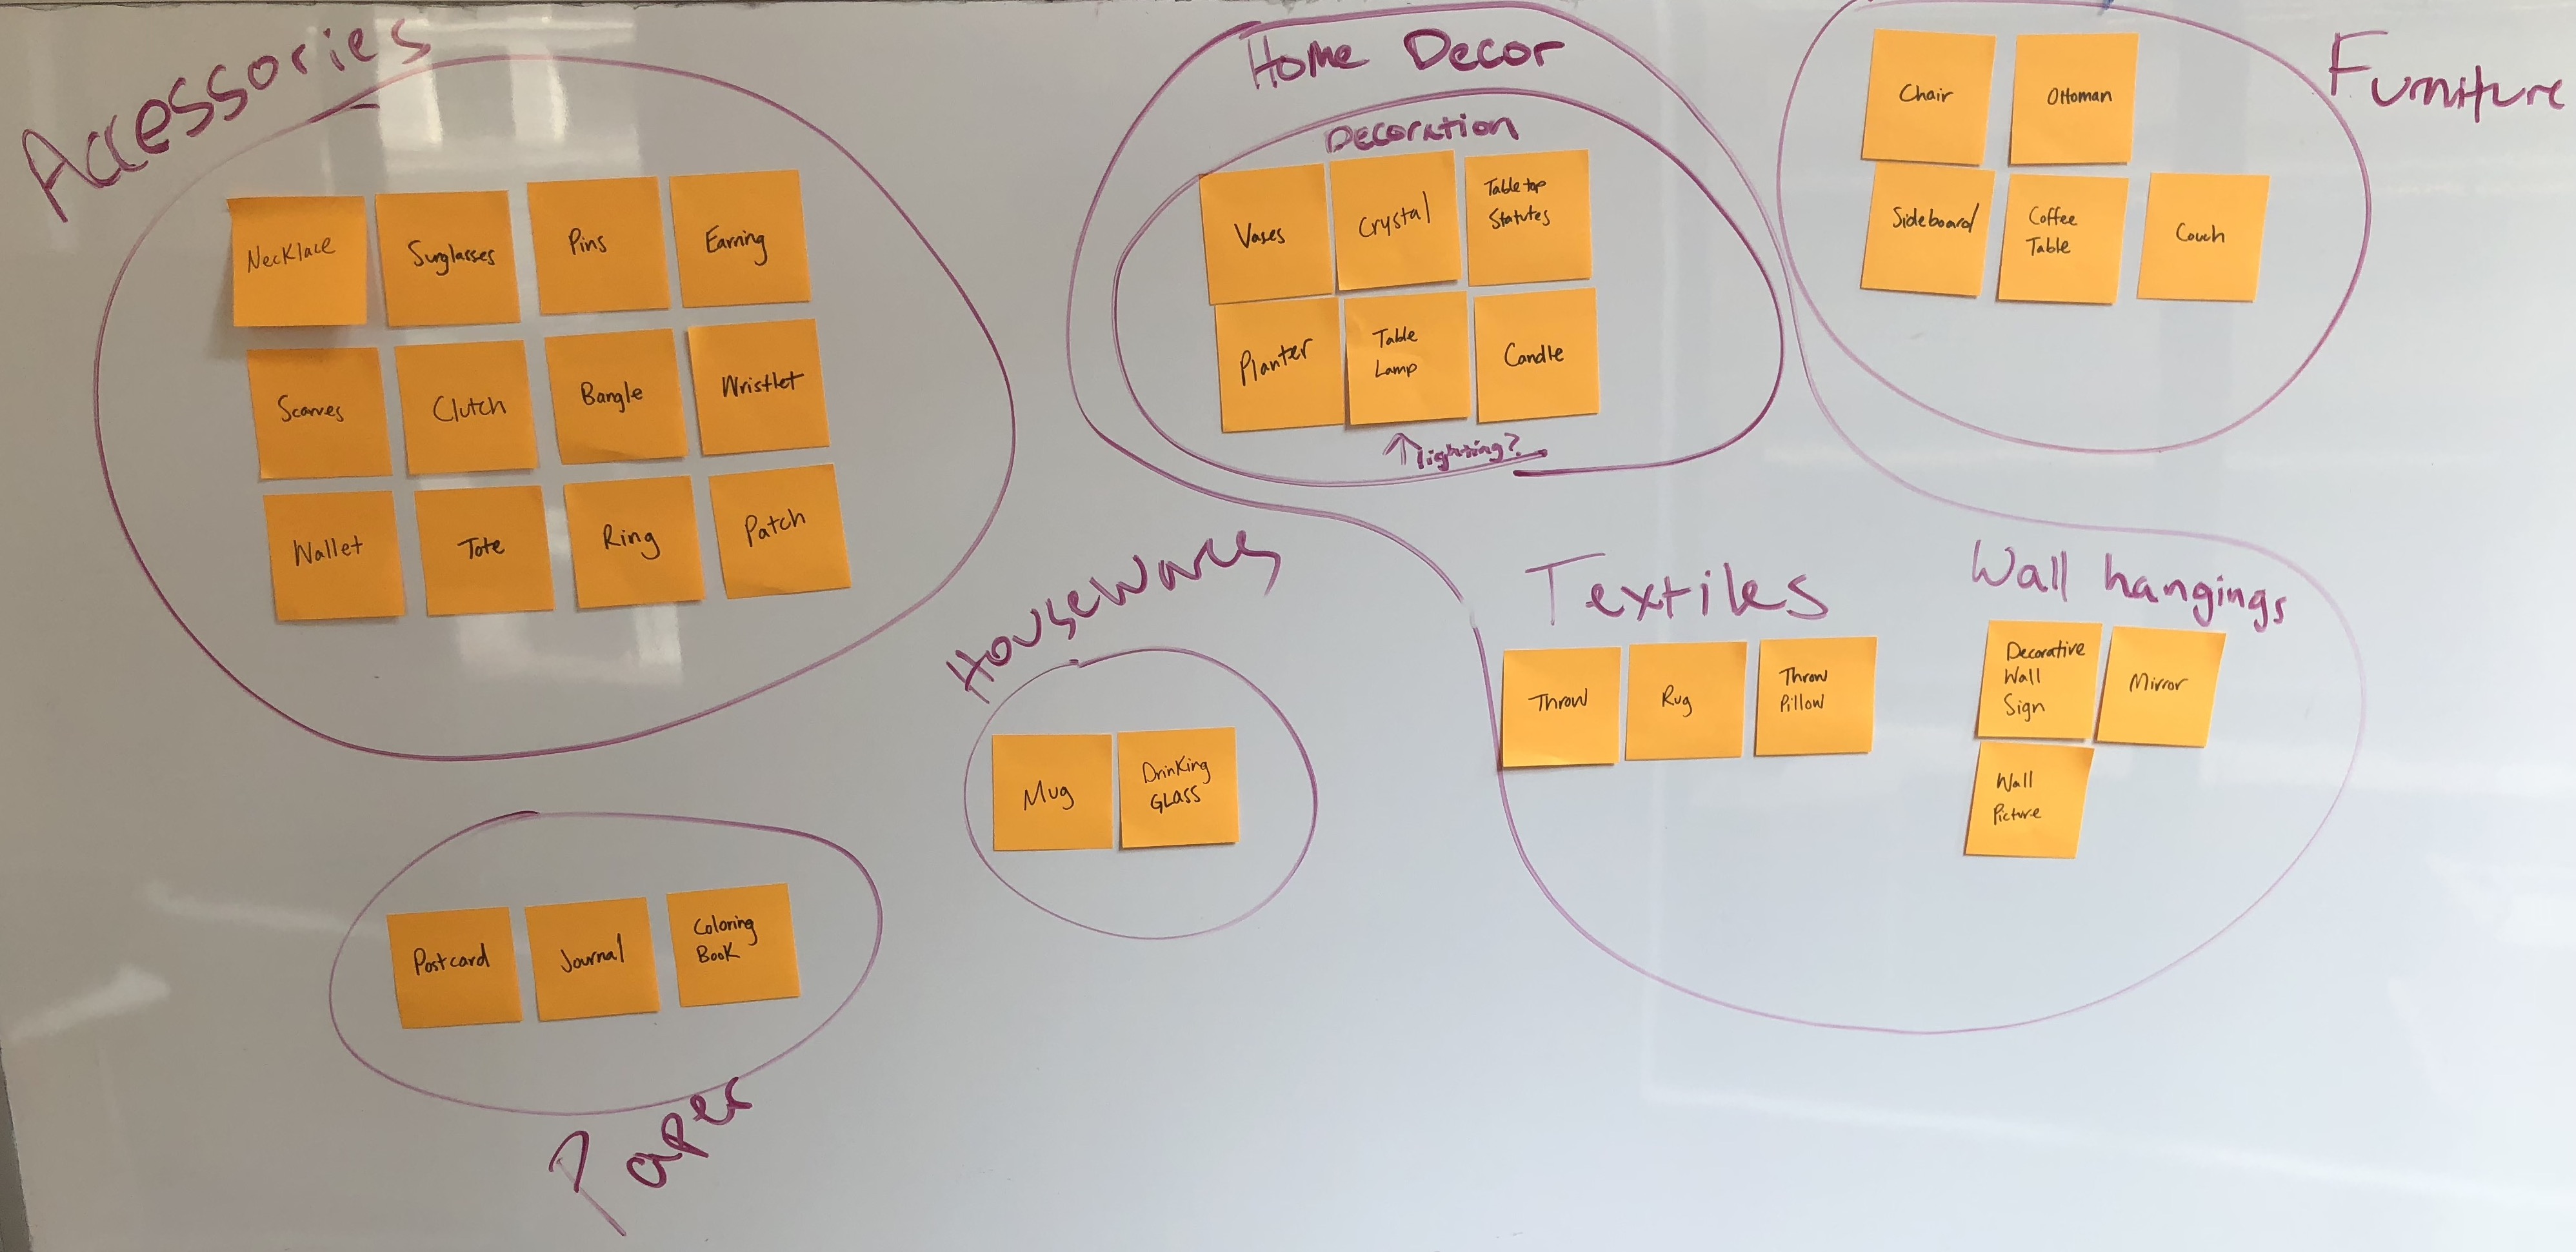 Accessories
Necklace
Sunglasses
Pins
Earring
Scarves
Clutch
Bangle
Wristlet
Wallet
Tote
Ring
Patch
Home Decor
Decoration
Vases
Crystal
Table top
Statutes
Planter
Table
Lamp
Candle
lighting?
Furniture
Chair
Ottoman
Sideboard
Coffee
Table
Couch
Housewares
Mug
Drinking
Glass
Textiles
Throw
Rug
Throw
Pillow
Wall hangings
Decorative
Wall
Sign
Mirror
Wall
Picture
Postcard
Journal
Coloring
Book
Paper